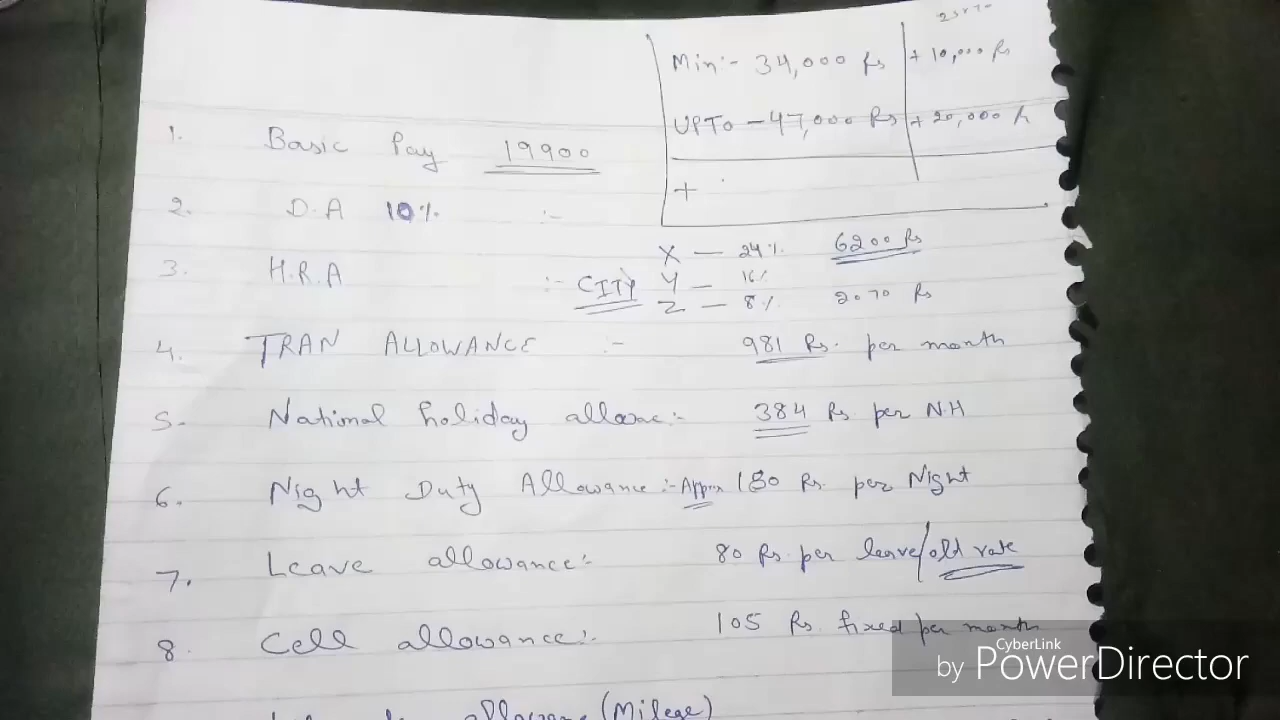 Min:- 34,000 Rs + 10,000 Rs
UPTo - 47,000 Rs + 20,000 Rs
+
1. Basic Pay 19900
2. D.A 10% :-
3. H.R.A :- CITY
X - 24% 6200 Rs
Y - 16%
Z - 8% 2070 Rs
4. TRAN ALLOWANCE :- 981 Rs. per month
5. National holiday :- 384 Rs per N.H
6. Night Duty Allowance :- Appx 180 Rs. per Night
7. Leave allowance:- 80 Rs. per leave/old rate
8. Cell allowance:- 105 Rs. fixed per month
(Milege)
CyberLink
by PowerDirector